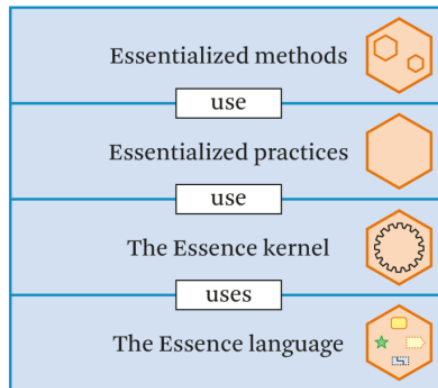 Essentialized methods
use
Essentialized practices
use
The Essence kernel
uses
The Essence language